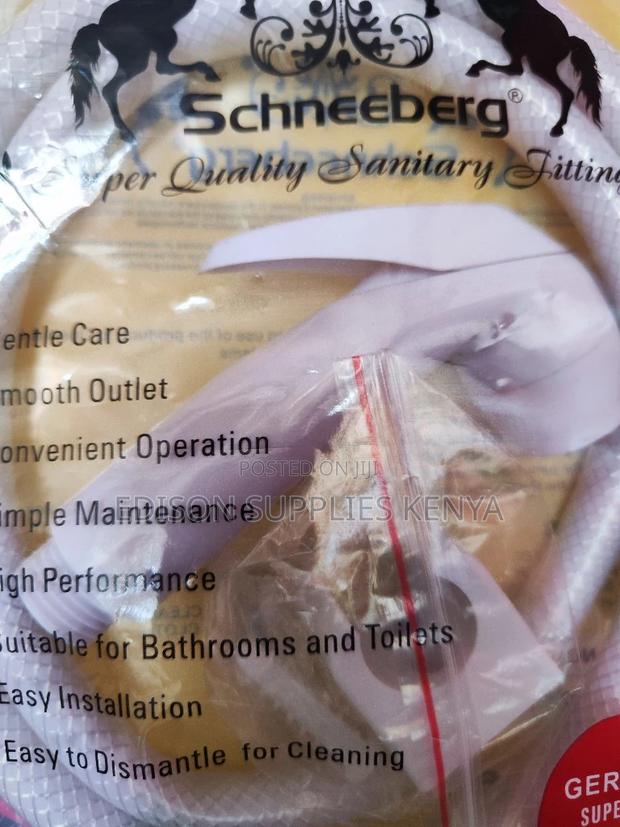 Schneeberg®
per Quality Sanitary Fitting
entle Care
mooth Outlet
onvenient Operation
POSTED ON JIJI
EDISON SUPPLIES KENYA
imple Maintenance
igh Performance
Suitable for Bathrooms and Toilets
Easy Installation
Easy to Dismantle for Cleaning
GER
SUPE